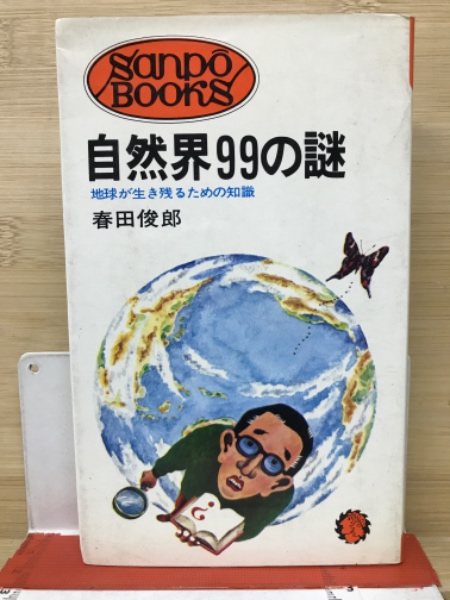 Sanpō
BOOKS
自然界99の謎
地球が生き残るための知識
春田俊郎
?